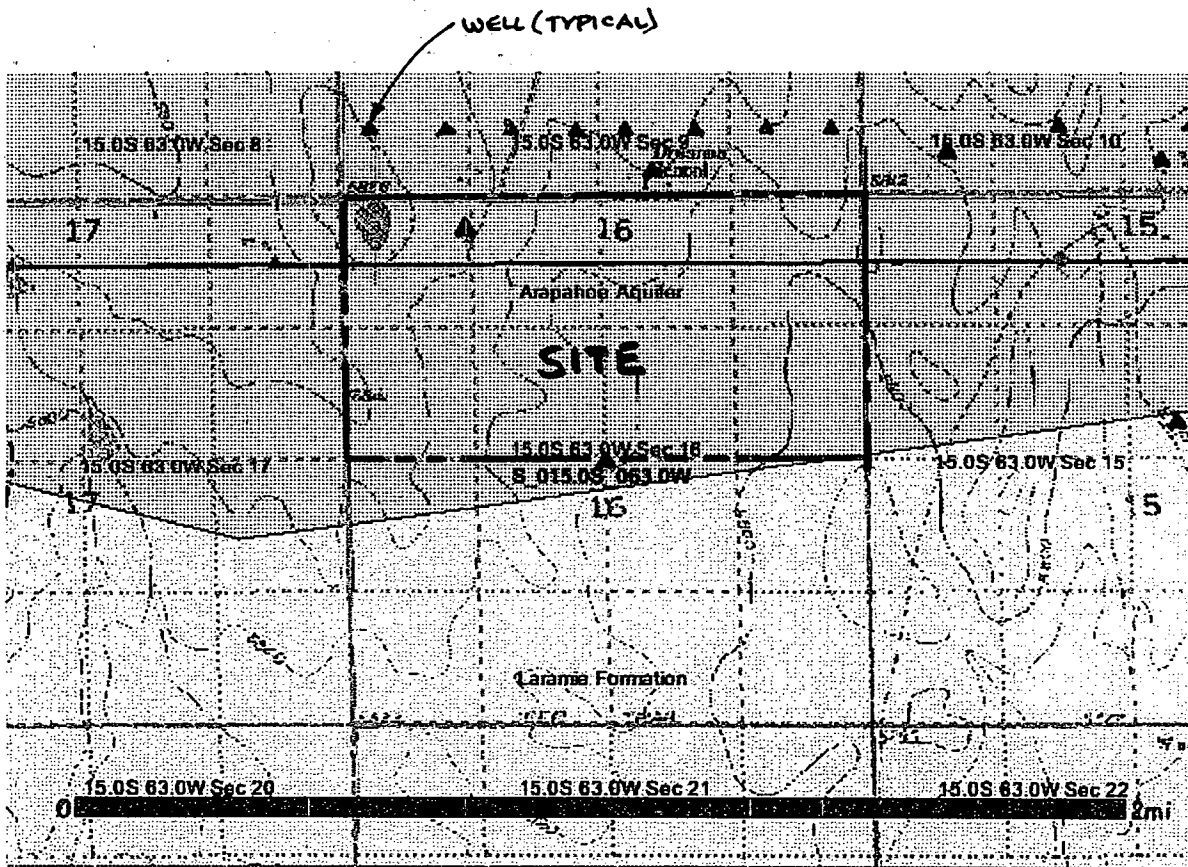 WELL (TYPICAL)
15.0S 63.0W Sec 8
15.0S 63.0W Sec 9
15.0S 63.0W Sec 10
School
17
16
15
Arapahoe Aquifer
SITE
15.0S 63.0W Sec 16
15.0S 63.0W Sec 17
S_015.0S_063.0W
15.0S 63.0W Sec 15
17
16
5
Laramie Formation
15.0S 63.0W Sec 20
15.0S 63.0W Sec 21
15.0S 63.0W Sec 22
0
2mi